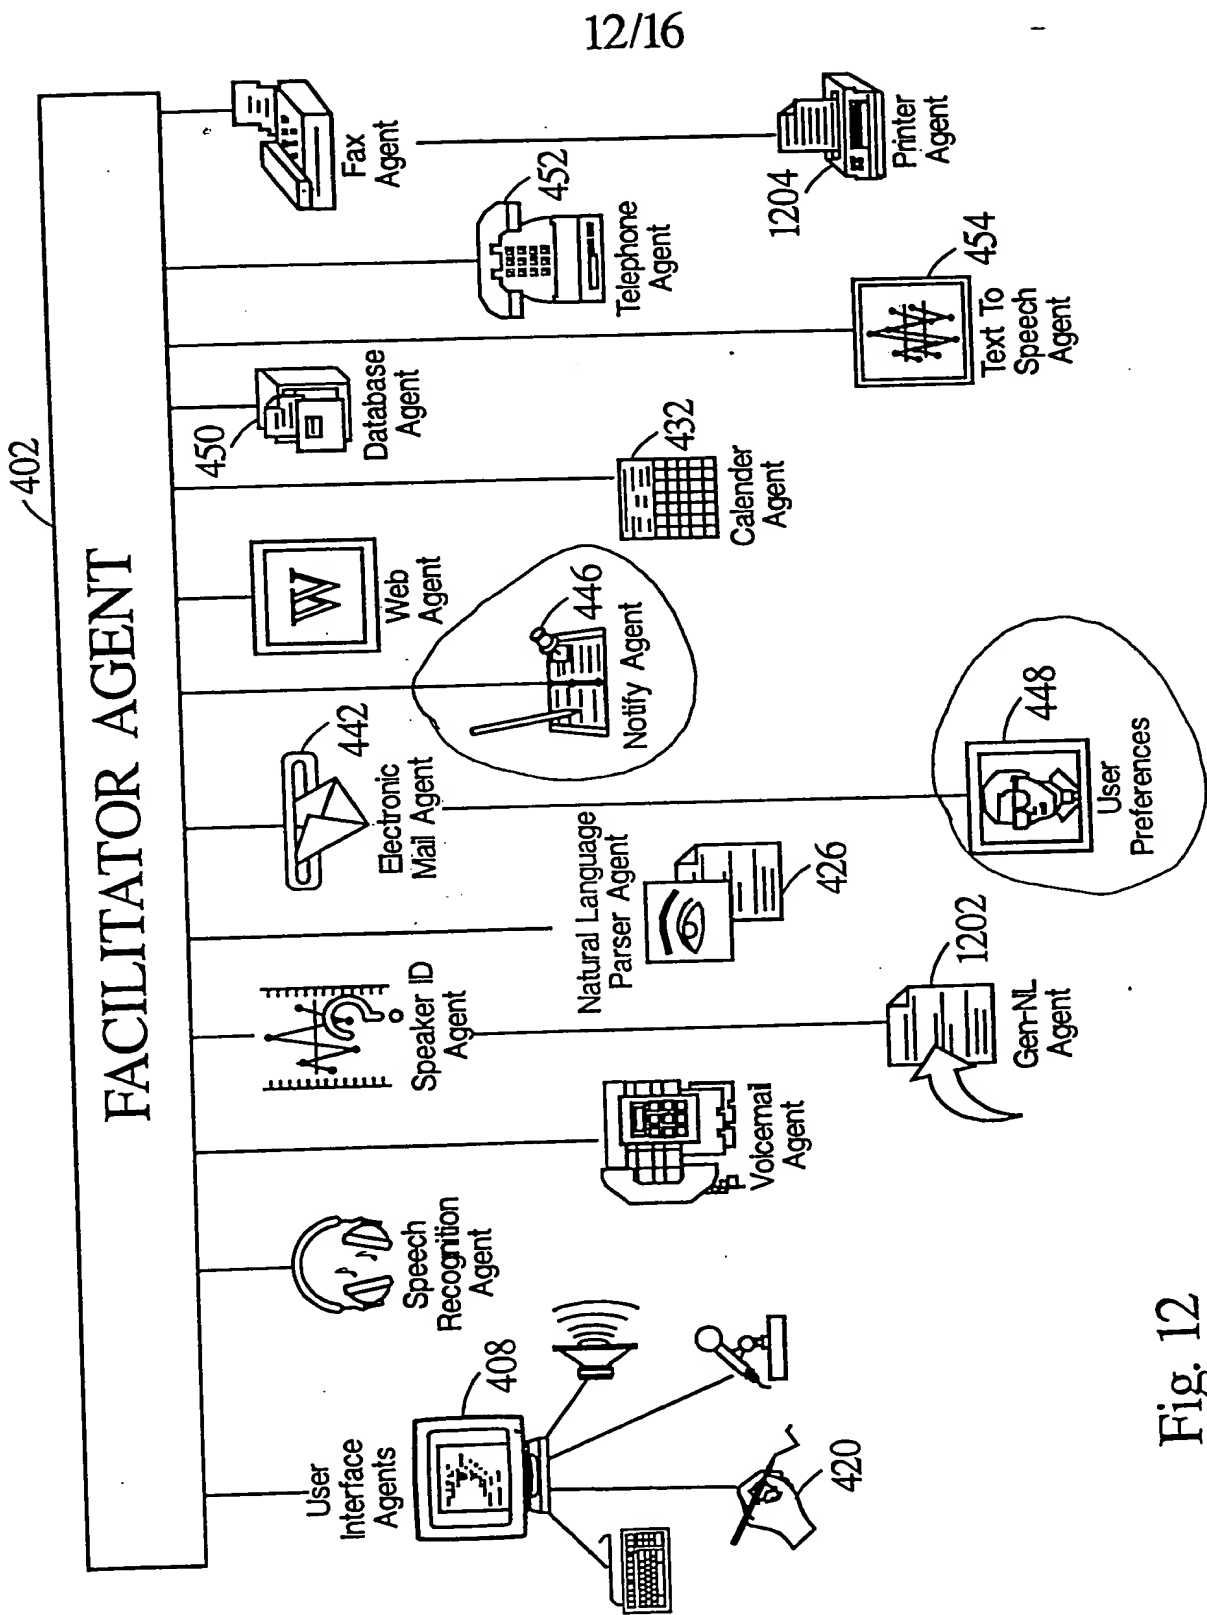 12/16
402
FACILITATOR AGENT
User
Interface
Agents
408
420
Speech
Recognition
Agent
Voicemail
Agent
Speaker ID
Agent
1202
Gen-NL
Agent
Natural Language
Parser Agent
426
442
Electronic
Mail Agent
448
User
Preferences
446
Notify Agent
W
Web
Agent
432
Calender
Agent
450
Database
Agent
454
Text To
Speech
Agent
452
Telephone
Agent
Fax
Agent
1204
Printer
Agent
Fig. 12